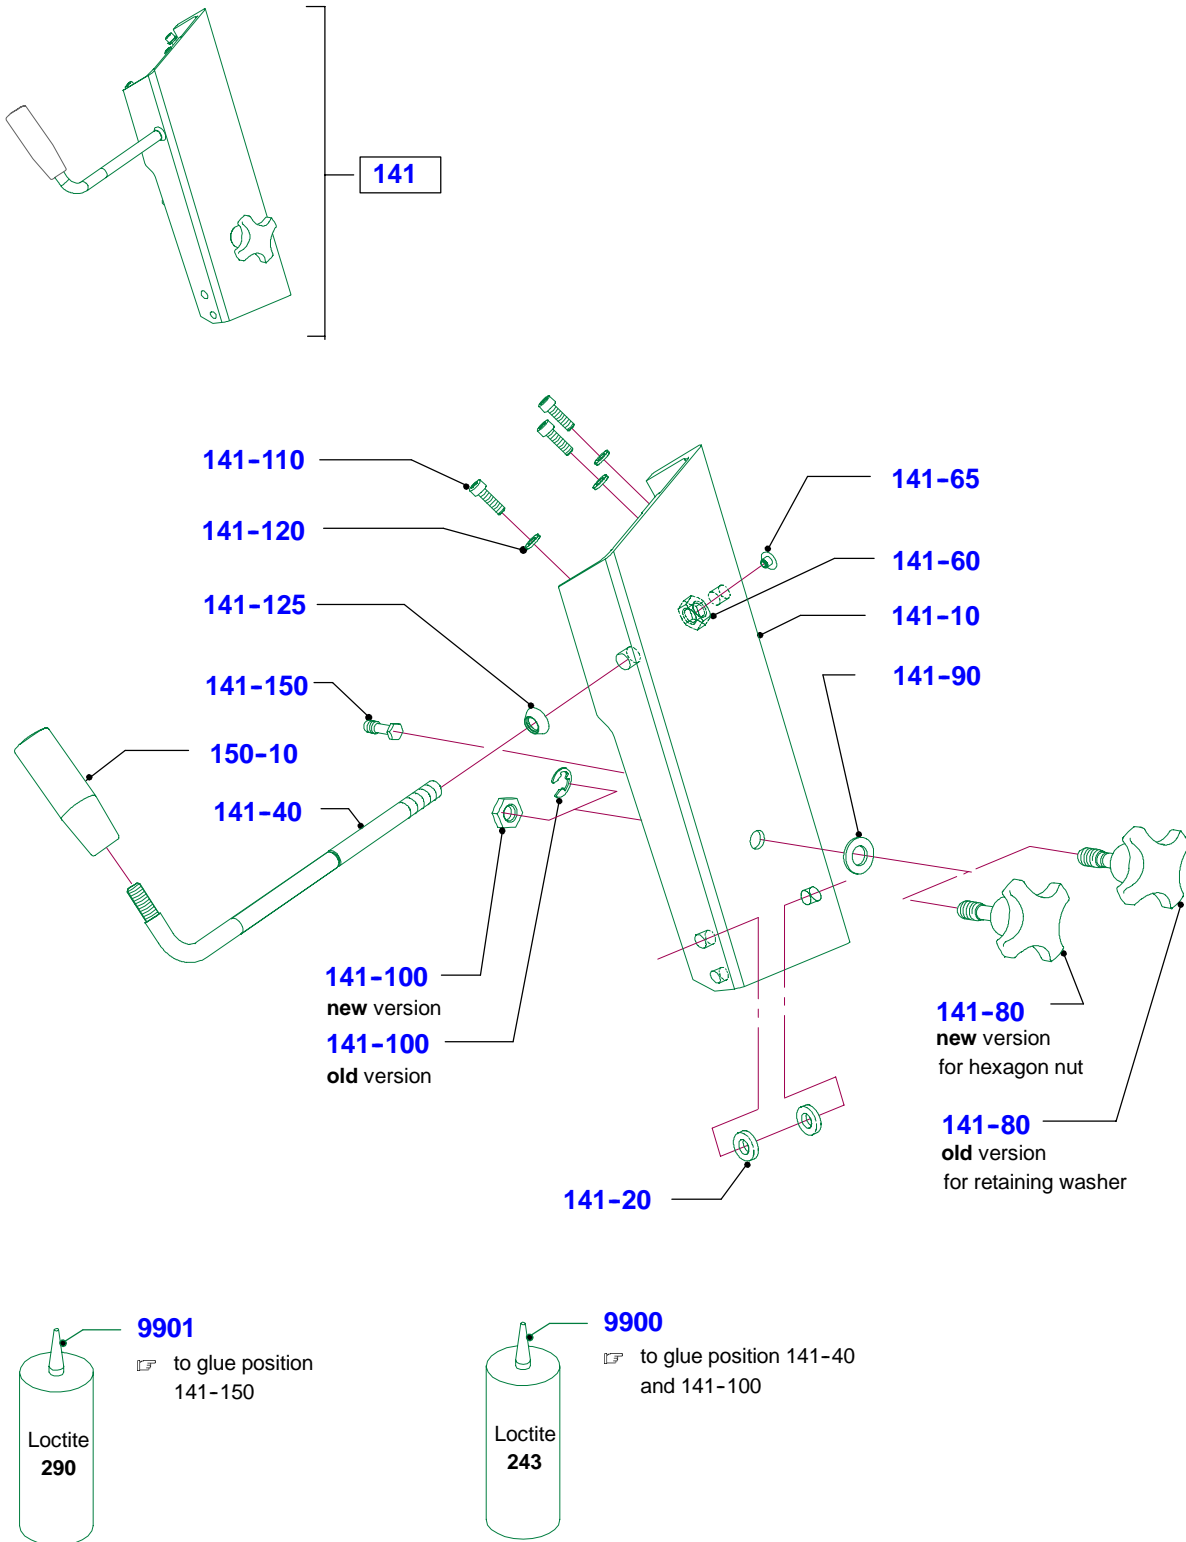 141
141-110
141-120
141-125
141-150
150-10
141-40
141-65
141-60
141-10
141-90
141-100
new version
141-100
old version
141-80
new version
for hexagon nut
141-80
old version
for retaining washer
141-20
9901
☞ to glue position
141-150
Loctite
290
9900
☞ to glue position 141-40
and 141-100
Loctite
243